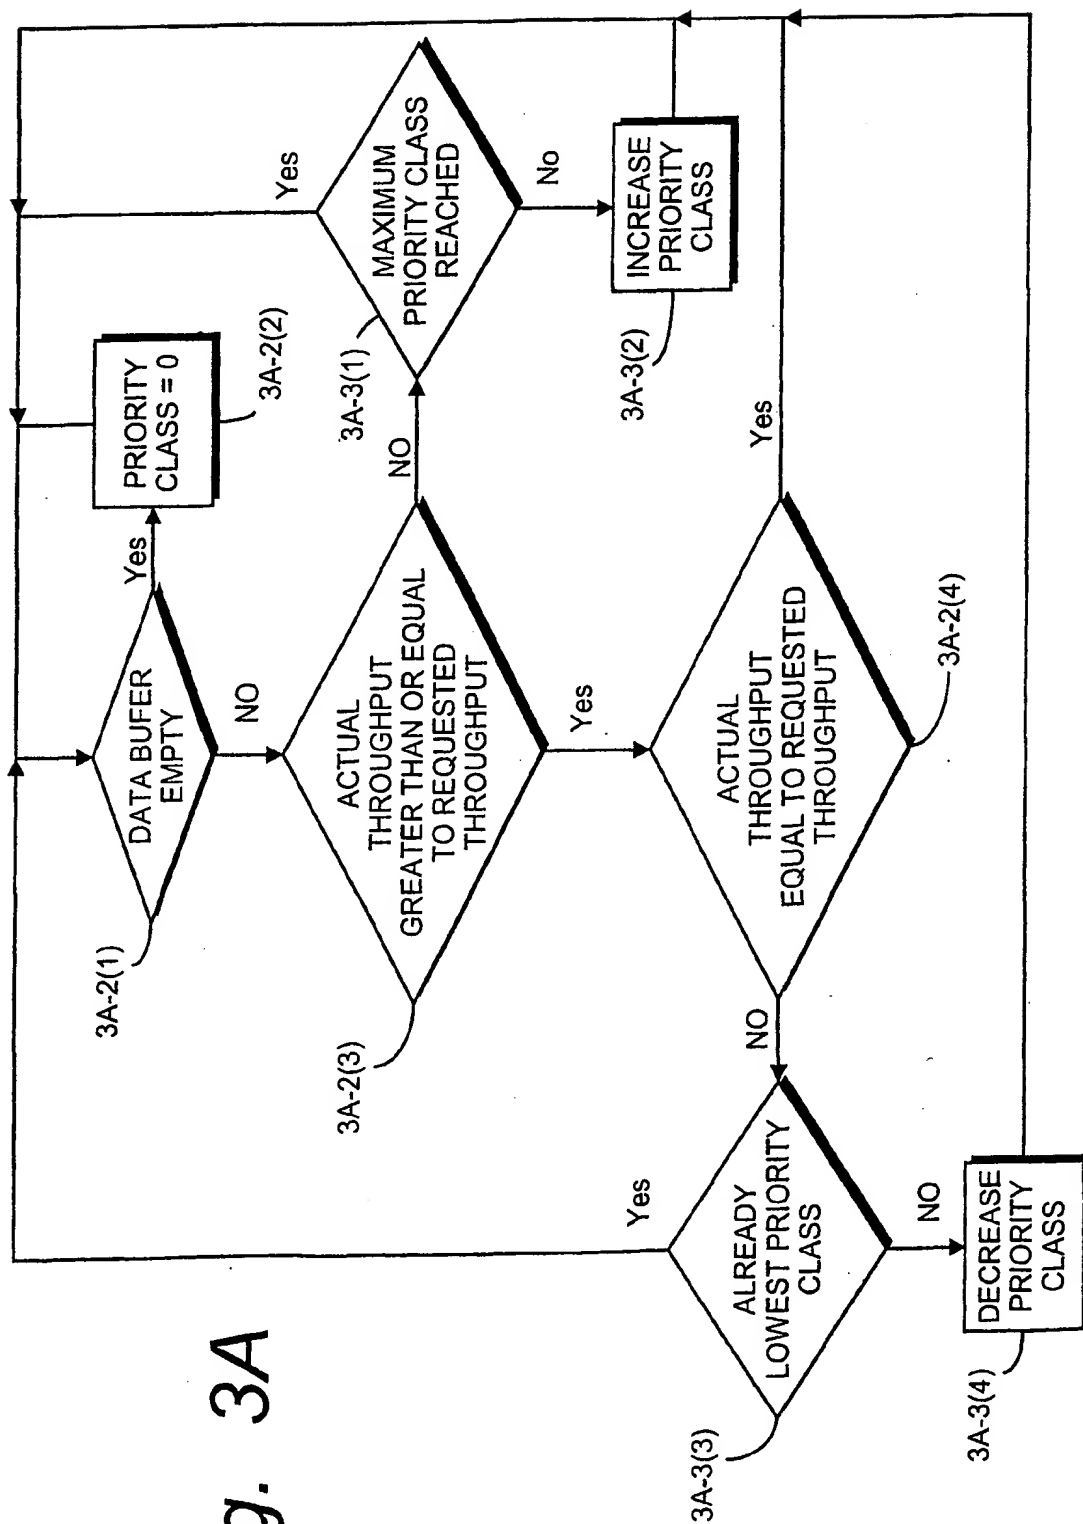 DATA BUFER
EMPTY
3A-2(1)
Yes
PRIORITY
CLASS = 0
3A-2(2)
NO
ACTUAL
THROUGHPUT
GREATER THAN OR EQUAL
TO REQUESTED
THROUGHPUT
3A-2(3)
NO
MAXIMUM
PRIORITY CLASS
REACHED
3A-3(1)
Yes
No
INCREASE
PRIORITY
CLASS
3A-3(2)
Yes
ACTUAL
THROUGHPUT
EQUAL TO REQUESTED
THROUGHPUT
3A-2(4)
Yes
NO
ALREADY
LOWEST PRIORITY
CLASS
3A-3(3)
Yes
NO
DECREASE
PRIORITY
CLASS
3A-3(4)
g. 3A